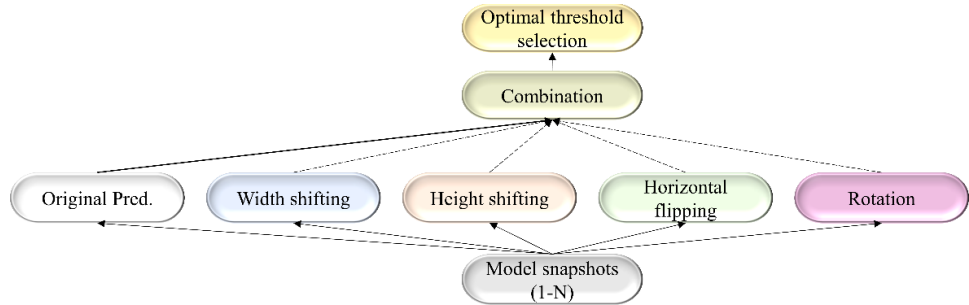 Optimal threshold
selection
Combination
Original Pred.
Width shifting
Height shifting
Horizontal
flipping
Rotation
Model snapshots
(1-N)